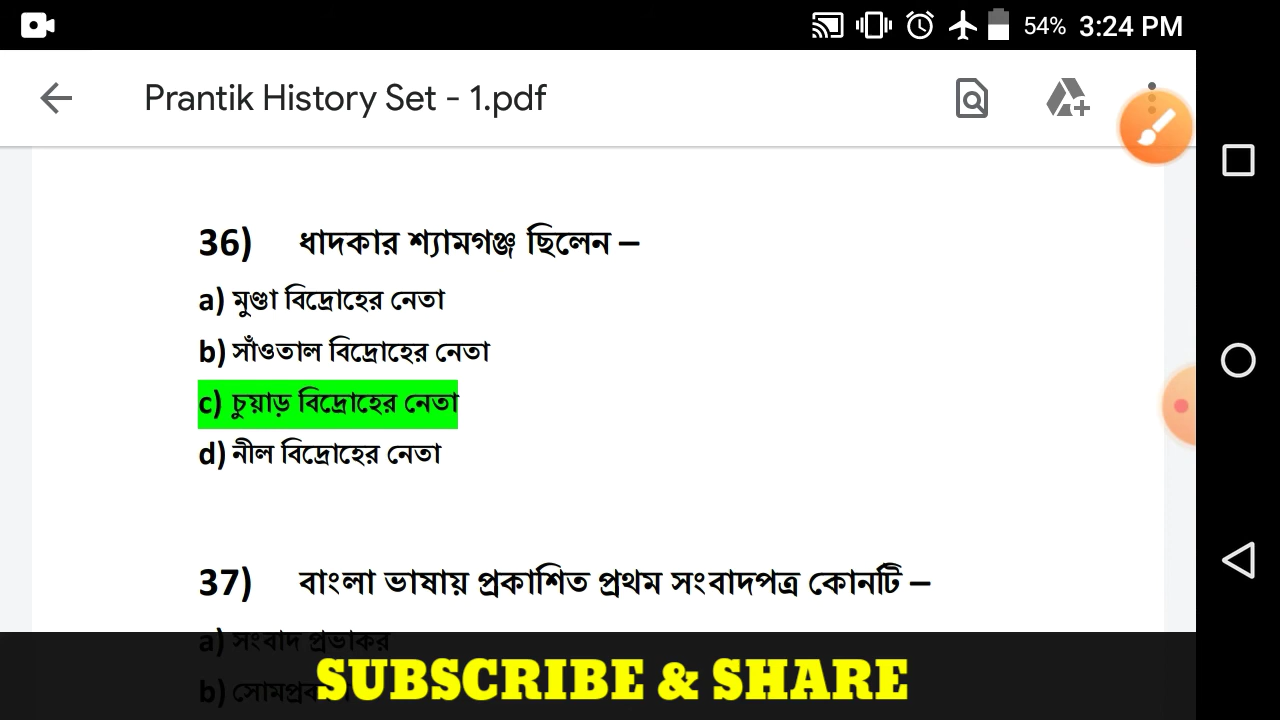 54% 3:24 PM
Prantik History Set - 1.pdf
36) ধাদকার শ্যামগঞ্জ ছিলেন –
a) মুণ্ডা বিদ্রোহের নেতা
b) সাঁওতাল বিদ্রোহের নেতা
c) চুয়াড় বিদ্রোহের নেতা
d) নীল বিদ্রোহের নেতা
37) বাংলা ভাষায় প্রকাশিত প্রথম সংবাদপত্র কোনটি –
a) সংবাদ প্রভাকর
b)
SUBSCRIBE & SHARE